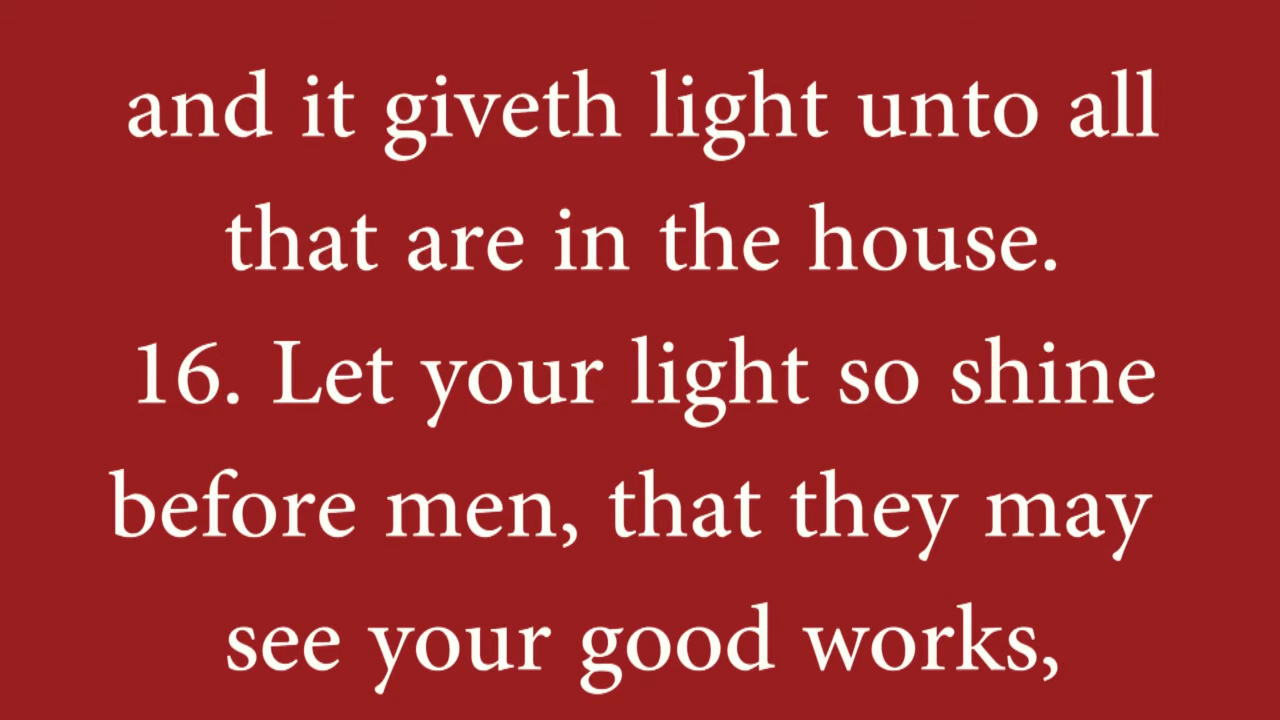 and it giveth light unto all
that are in the house.
16. Let your light so shine
before men, that they may
see your good works,